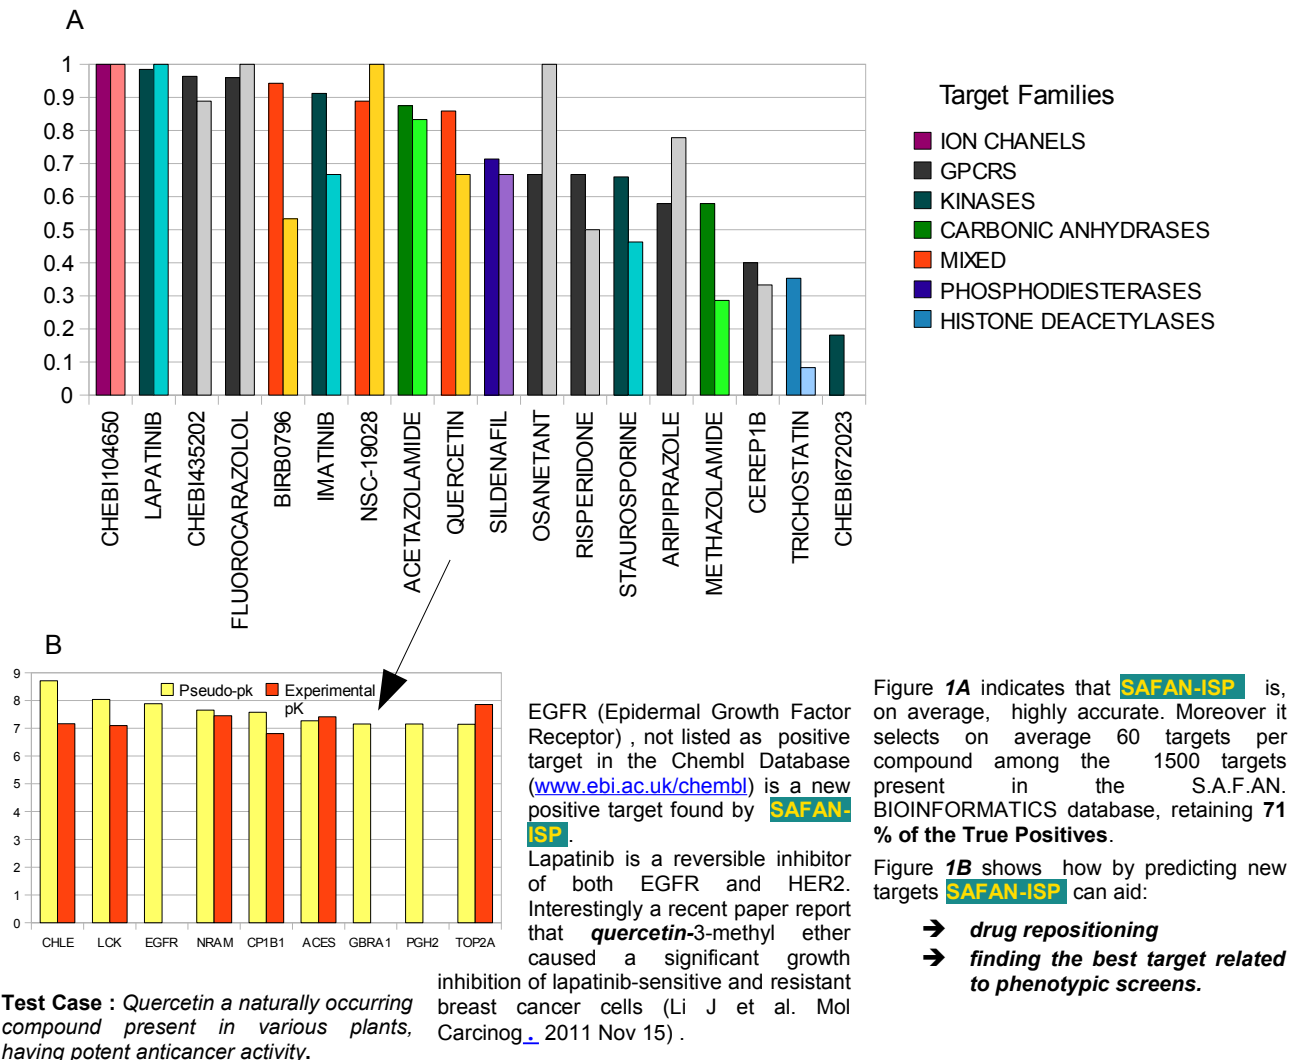 A
1
0.9
0.8
0.7
0.6
0.5
0.4
0.3
0.2
0.1
0
CHEBI104650
LAPATINIB
CHEBI435202
FLUOROCARAZOLOL
BIRB0796
IMATINIB
NSC-19028
ACETAZOLAMIDE
QUERCETIN
SILDENAFIL
OSANETANT
RISPERIDONE
STAUROSPORINE
ARIPIPRAZOLE
METHAZOLAMIDE
CEREP1B
TRICHOSTATIN
CHEBI672023
Target Families
ION CHANELS
GPCRS
KINASES
CARBONIC ANHYDRASES
MIXED
PHOSPHODIESTERASES
HISTONE DEACETYLASES
B
9
8
7
6
5
4
3
2
1
0
Pseudo-pk
Experimental
pK
CHLE
LCK
EGFR
NRAM
CP1B1
ACES
GBRA1
PGH2
TOP2A
Test Case : Quercetin a naturally occurring
compound present in various plants,
having potent anticancer activity.
EGFR (Epidermal Growth Factor
Receptor) , not listed as positive
target in the Chembl Database
(www.ebi.ac.uk/chembl) is a new
positive target found by SAFAN-
ISP .
Lapatinib is a reversible inhibitor
of both EGFR and HER2.
Interestingly a recent paper report
that quercetin-3-methyl ether
caused a significant growth
inhibition of lapatinib-sensitive and resistant
breast cancer cells (Li J et al. Mol
Carcinog . 2011 Nov 15) .
Figure 1A indicates that SAFAN-ISP is,
on average, highly accurate. Moreover it
selects on average 60 targets per
compound among the 1500 targets
present in the S.A.F.AN.
BIOINFORMATICS database, retaining 71
% of the True Positives.
Figure 1B shows how by predicting new
targets SAFAN-ISP can aid:
➔ drug repositioning
➔ finding the best target related
to phenotypic screens.